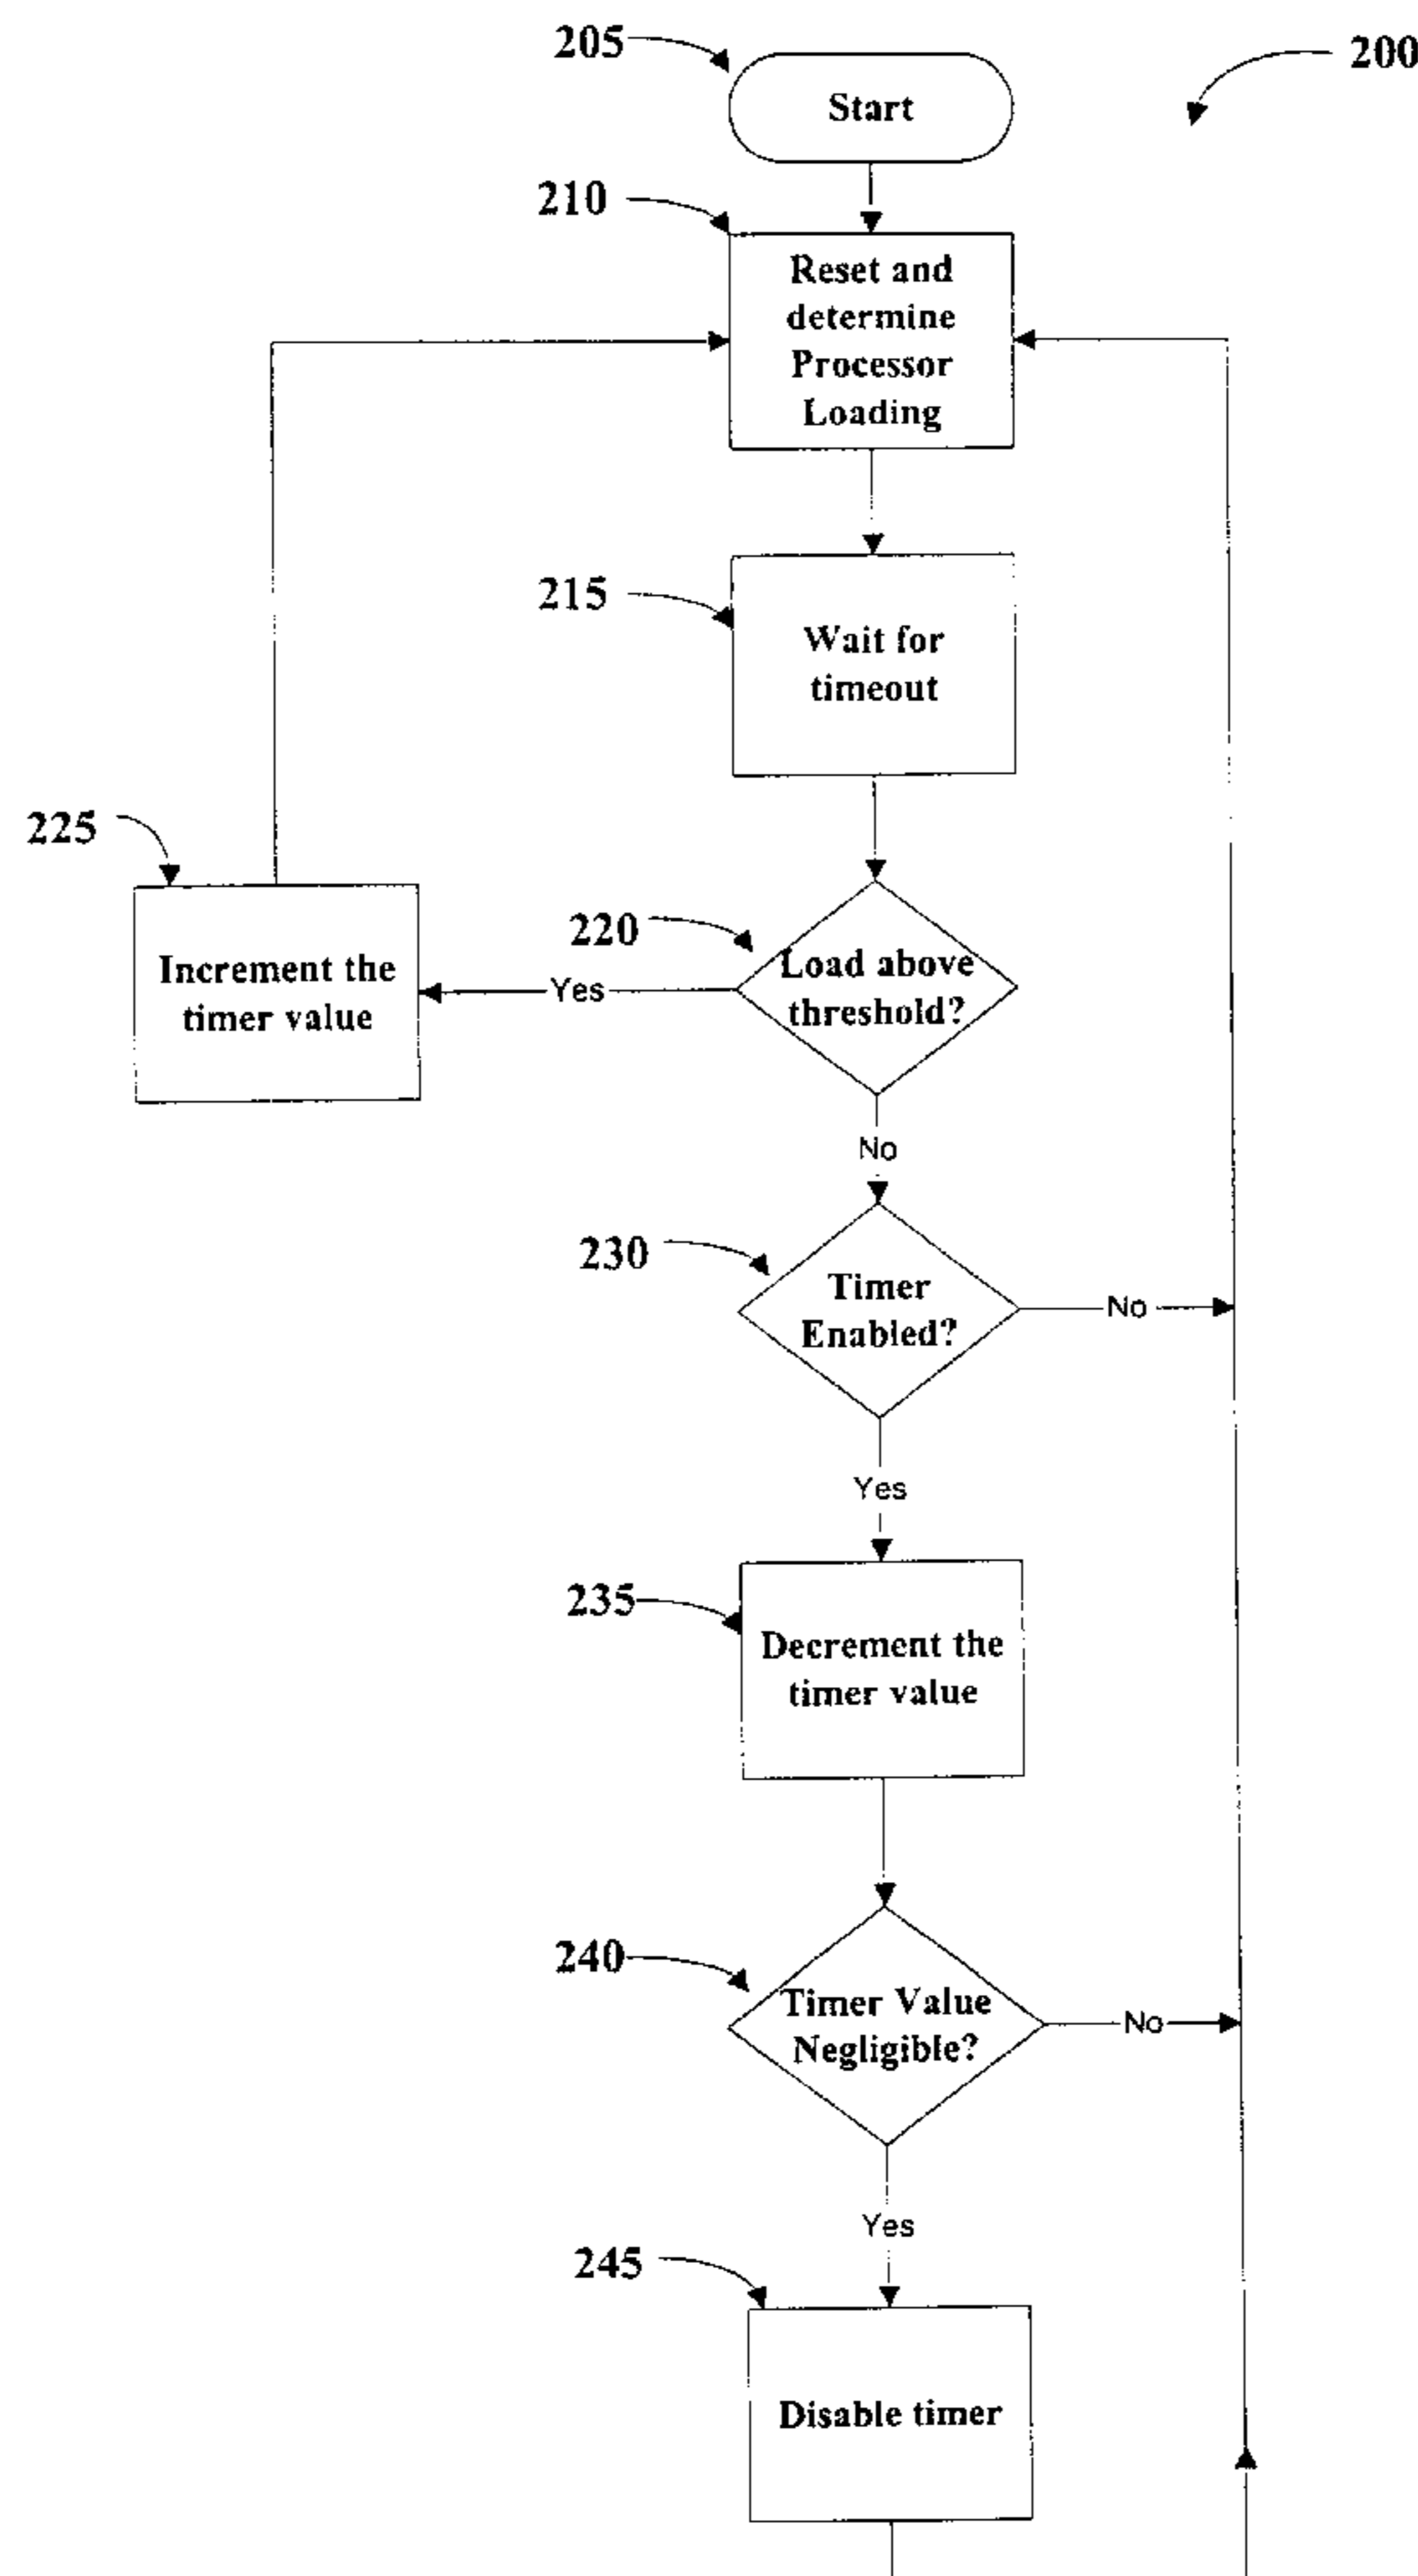 205
Start
200
210
Reset and
determine
Processor
Loading
215
Wait for
timeout
225
Increment the
timer value
220
Load above
threshold?
Yes
No
230
Timer
Enabled?
No
Yes
235
Decrement the
timer value
240
Timer Value
Negligible?
No
Yes
245
Disable timer